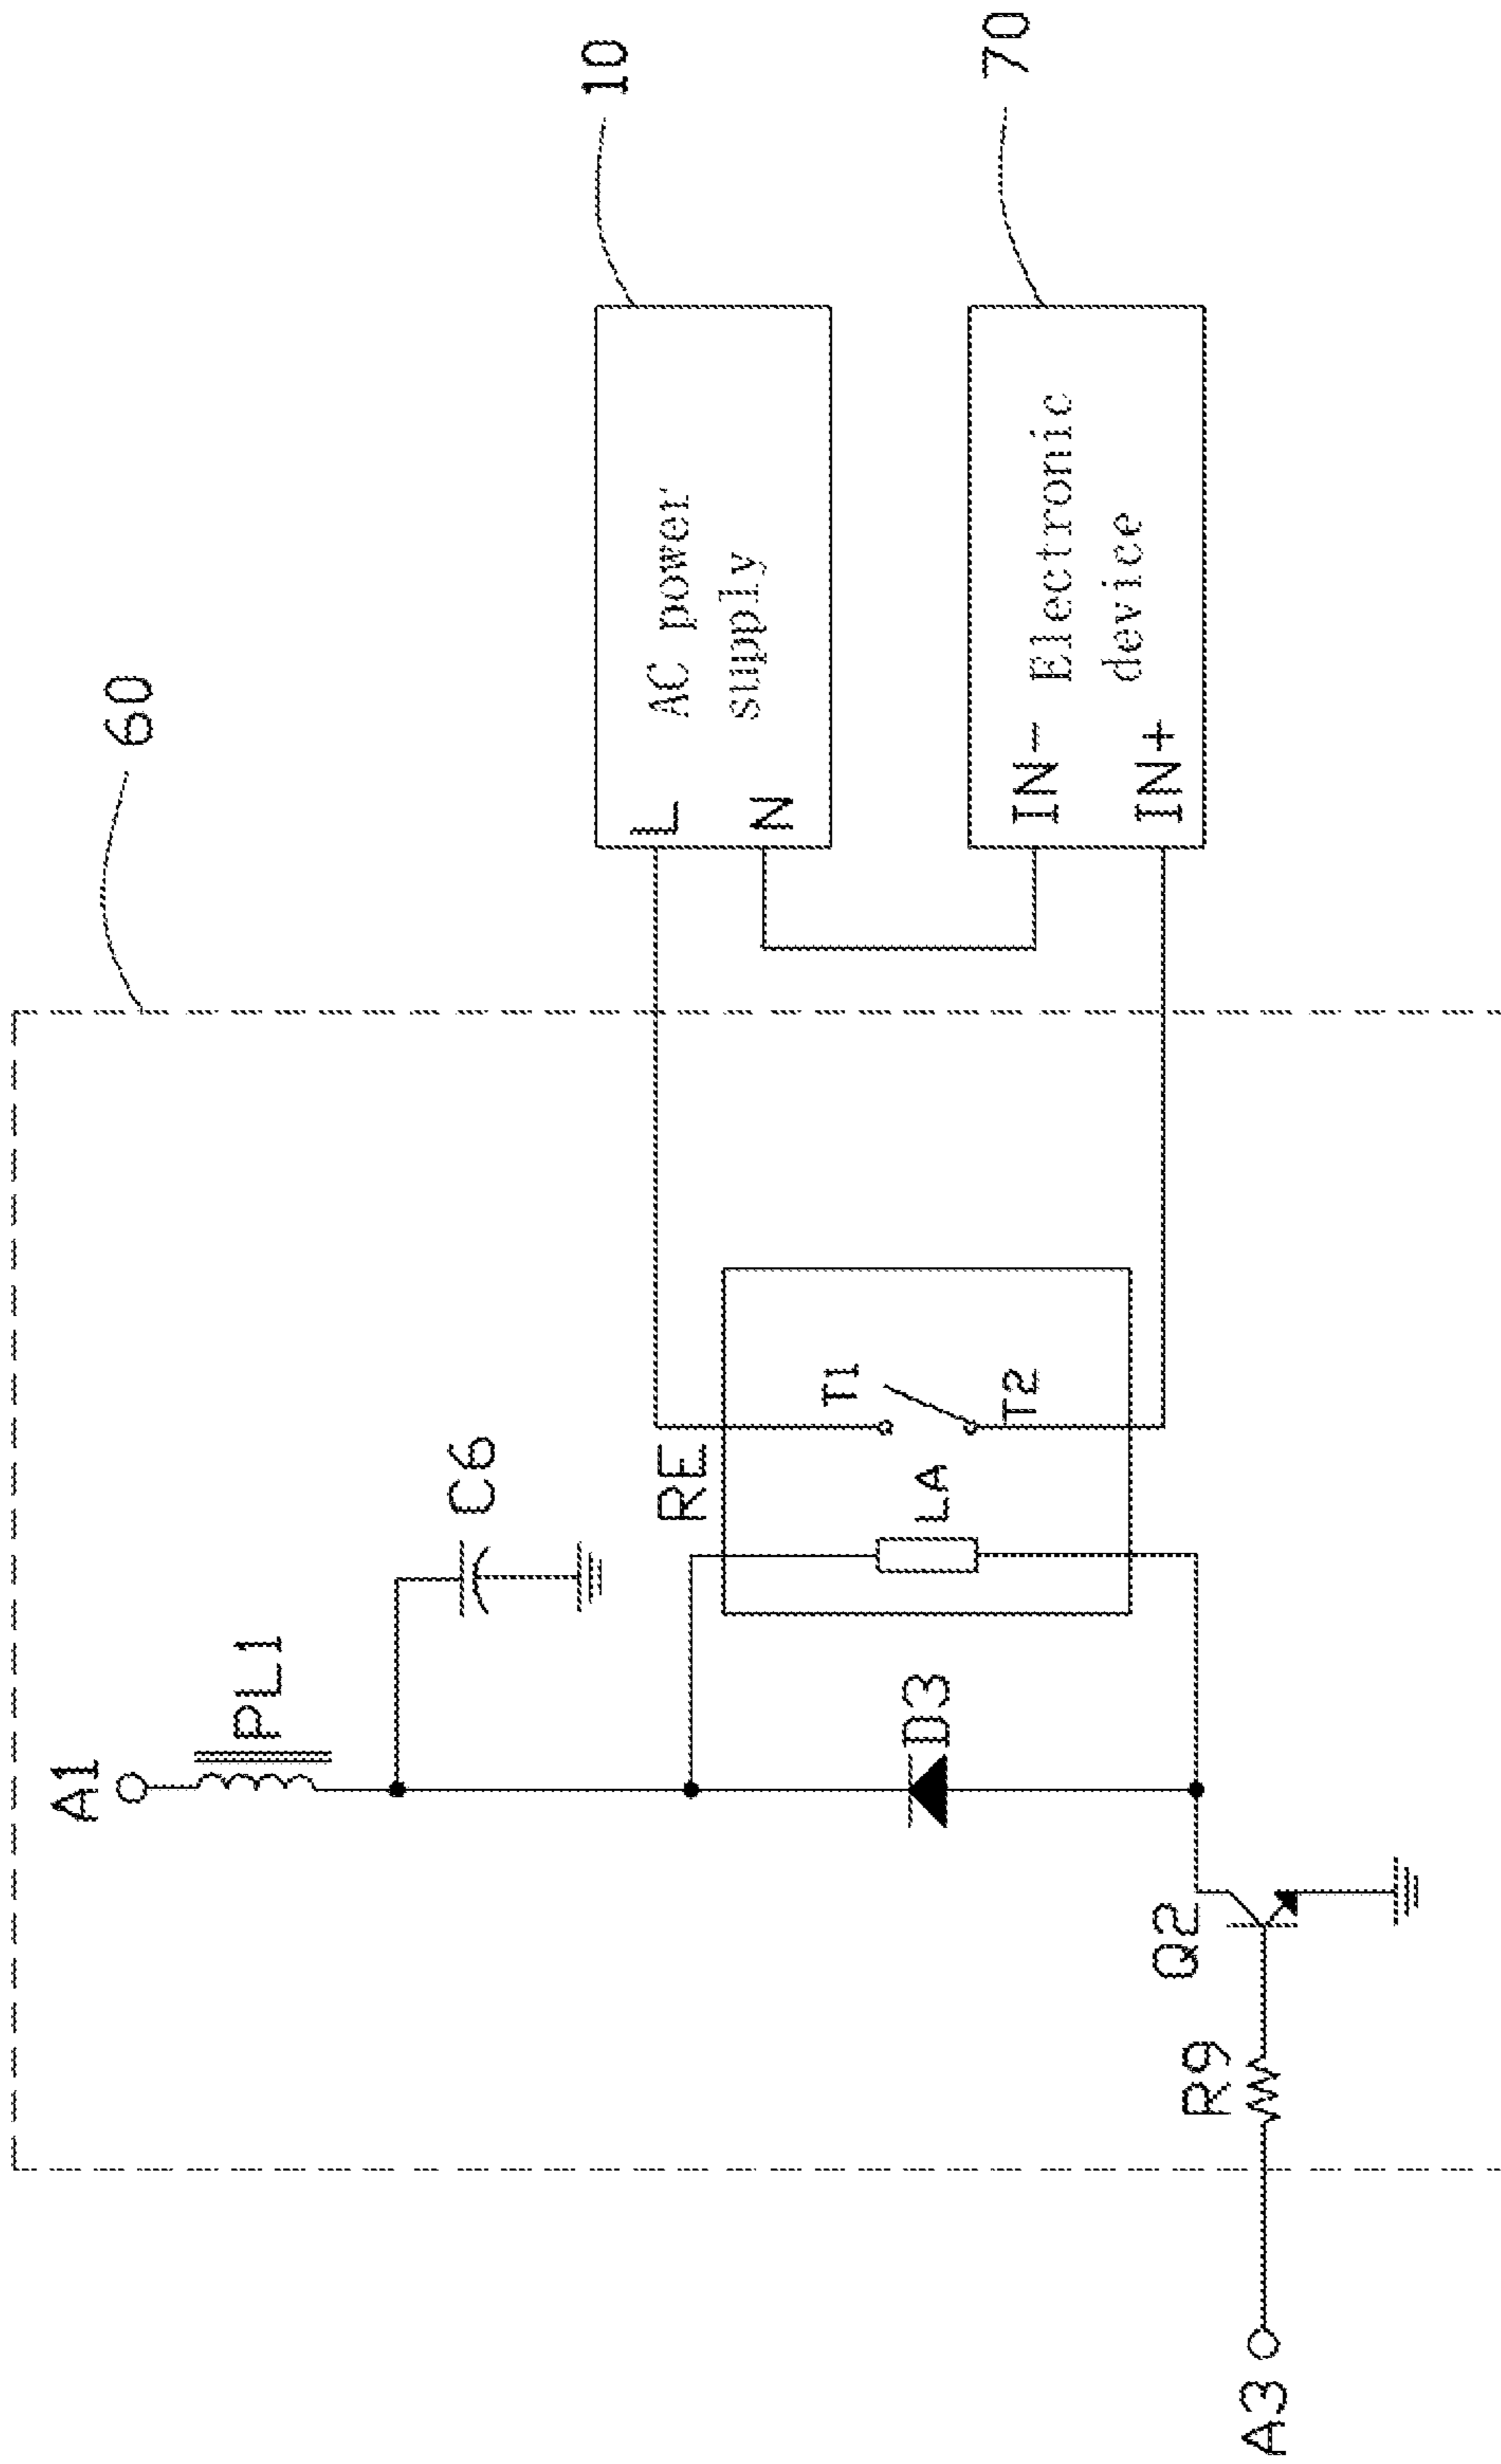 60
10
70
A1
PL1
C6
RE
T1
T2
LA
D3
Q2
R9
A3
L
N
AC power
supply
IN-
IN+
Electronic
device